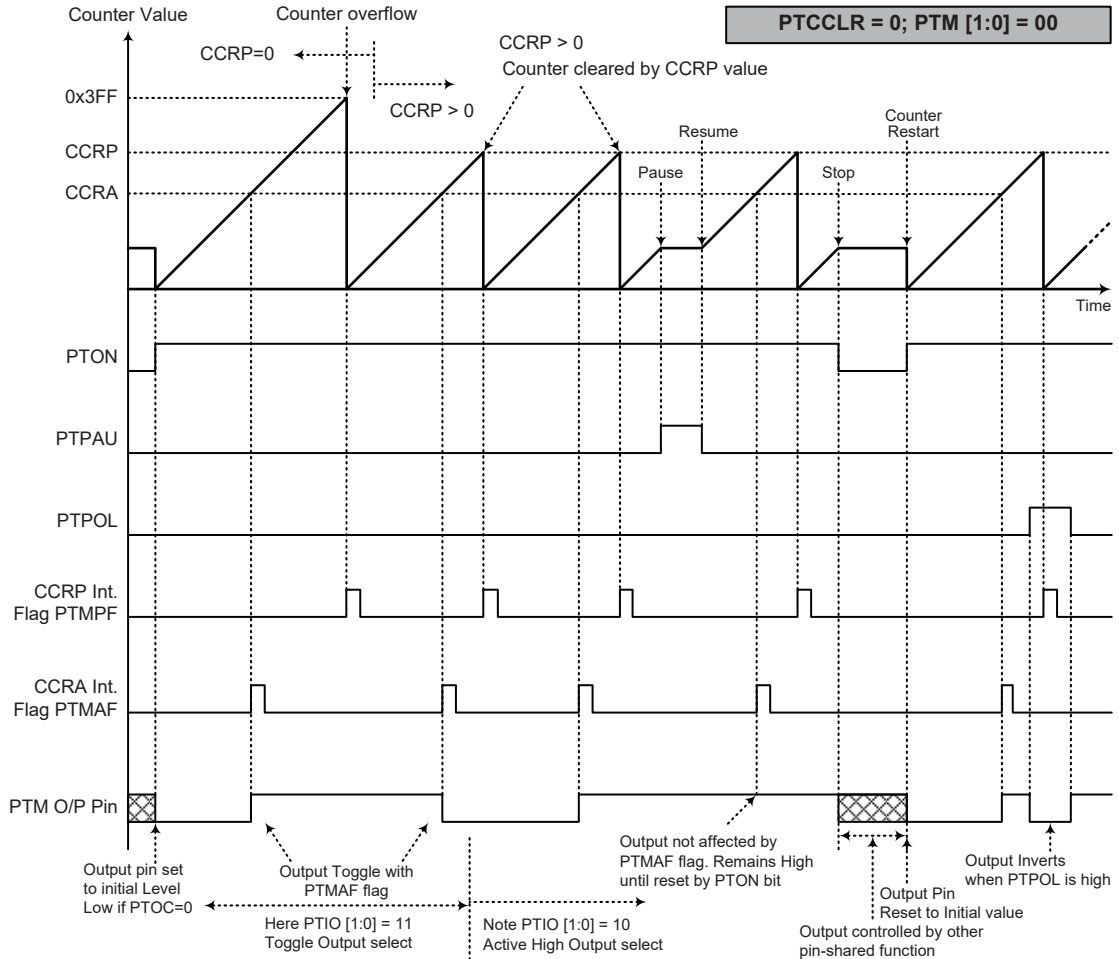 Counter Value
Counter overflow
PTCCLR = 0; PTM [1:0] = 00
CCRP=0
CCRP > 0
CCRP > 0
Counter cleared by CCRP value
0x3FF
CCRP
CCRA
Pause
Resume
Stop
Counter
Restart
Time
PTON
PTPAU
PTPOL
CCRP Int.
Flag PTMPF
CCRA Int.
Flag PTMAF
PTM O/P Pin
Output pin set
to initial Level
Low if PTOC=0
Output Toggle with
PTMAF flag
Here PTIO [1:0] = 11
Toggle Output select
Note PTIO [1:0] = 10
Active High Output select
Output not affected by
PTMAF flag. Remains High
until reset by PTON bit
Output Pin
Reset to Initial value
Output controlled by other
pin-shared function
Output Inverts
when PTPOL is high